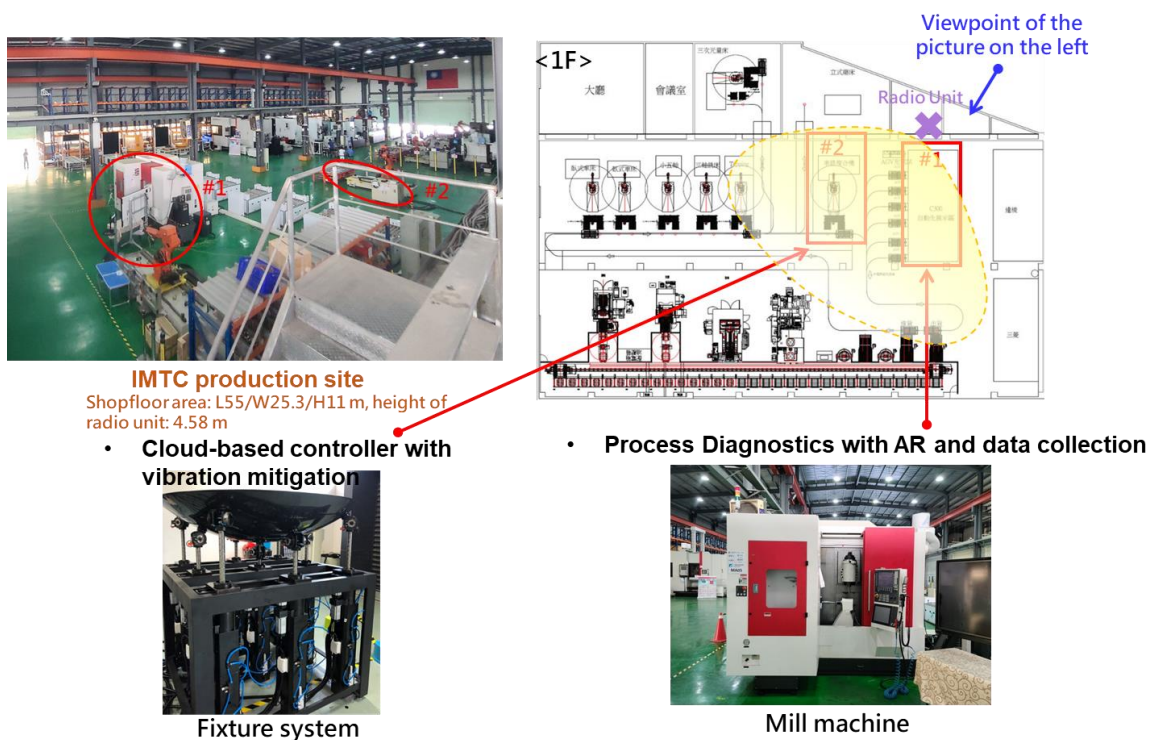 Viewpoint of the
picture on the left
<1F>
大廳
會議室
Radio Unit
#1
#2
#2
#1
IMTC production site
Shopfloor area: L55/W25.3/H11 m, height of
radio unit: 4.58 m
• Cloud-based controller with
vibration mitigation
• Process Diagnostics with AR and data collection
Fixture system
Mill machine